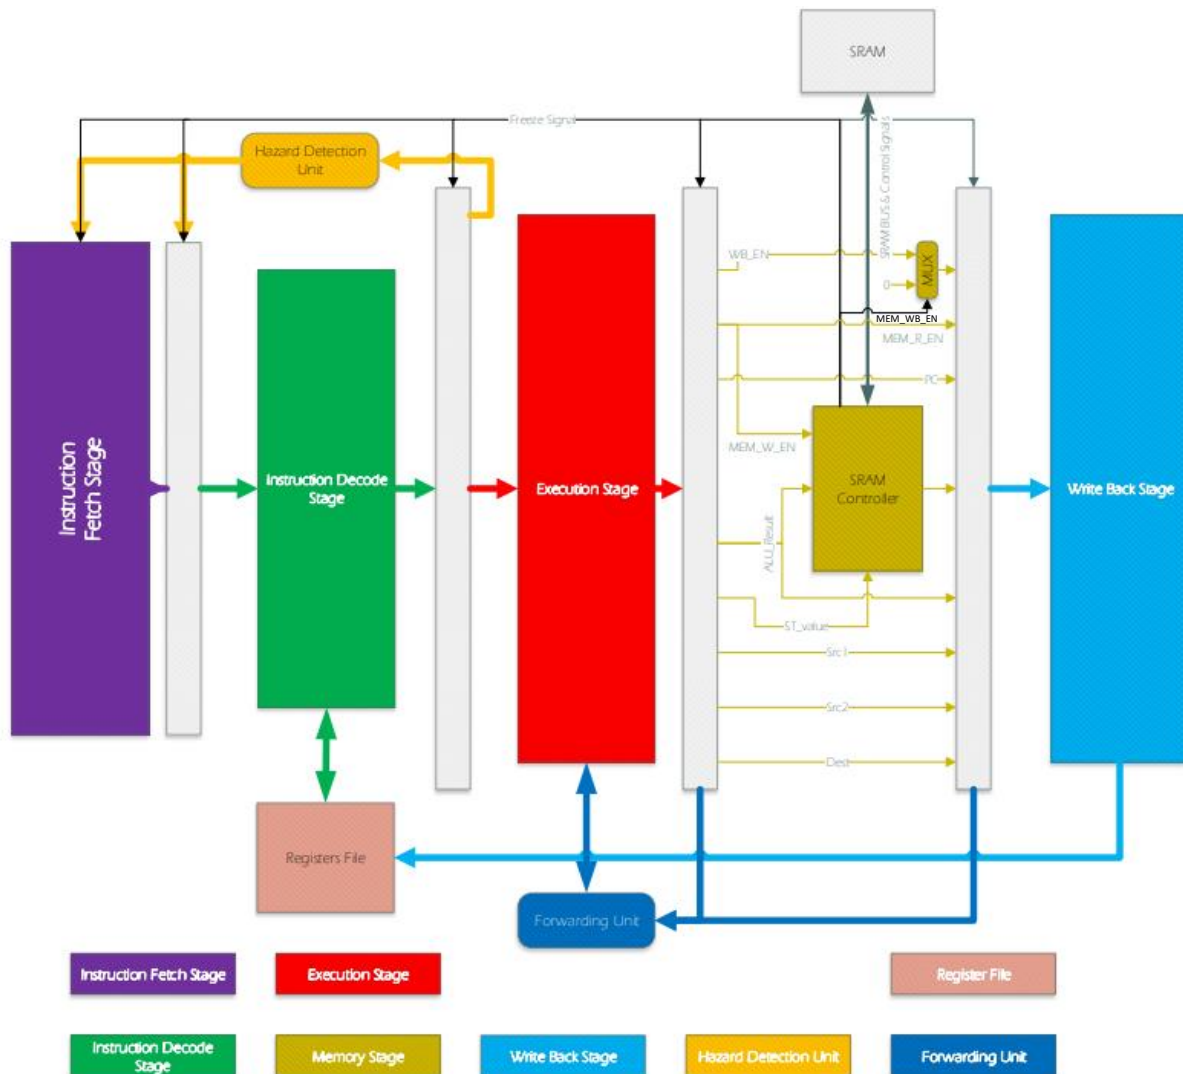 SRAM
Freeze Signal
Hazard Detection
Unit
SRAM BUS & Control Signals
WB_EN
MUX
0
MEM_WB_EN
MEM_R_EN
PC
Instruction
Fetch Stage
Instruction Decode
Stage
Execution Stage
MEM_W_EN
SRAM
Controller
Write Back Stage
ALU_Result
ST_value
Src1
Src2
Dest
Registers File
Forwarding Unit
Instruction Fetch Stage
Execution Stage
Register File
Instruction Decode
Stage
Memory Stage
Write Back Stage
Hazard Detection Unit
Forwarding Unit